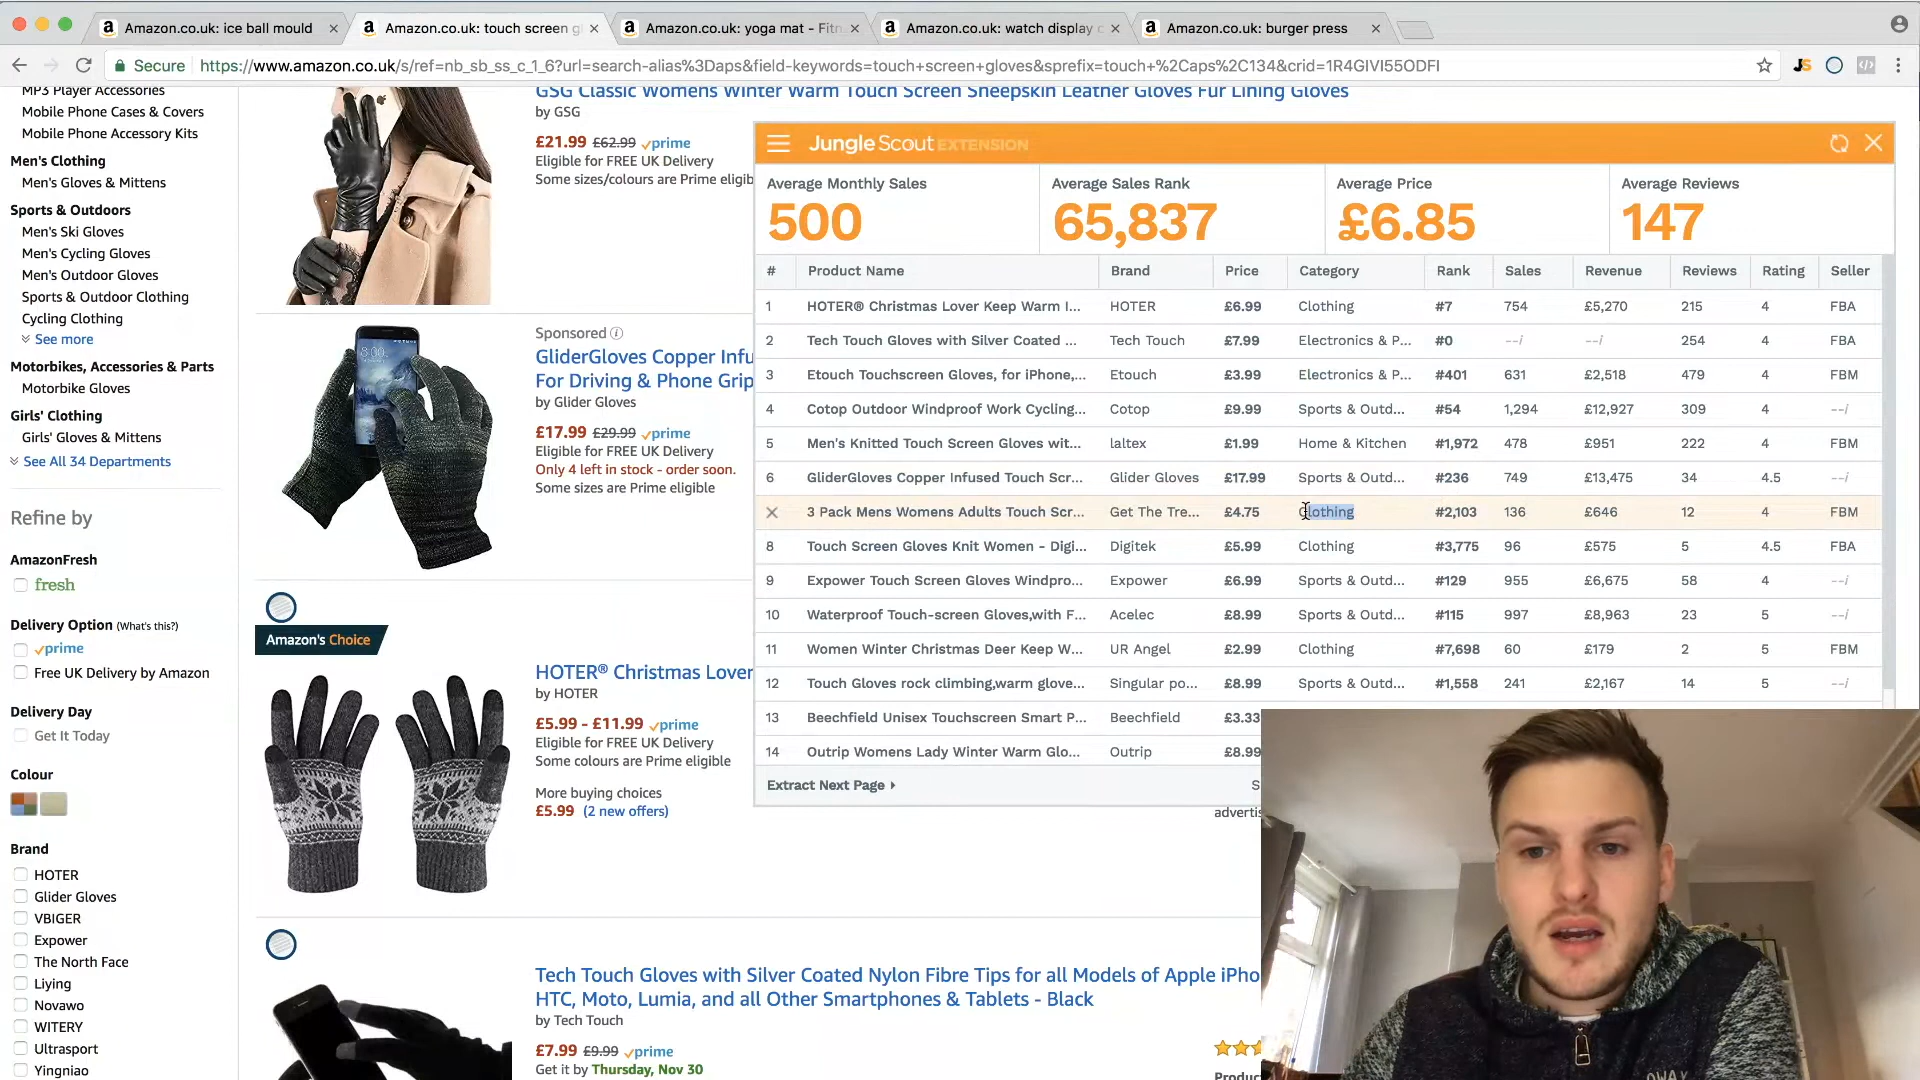 Amazon.co.uk: ice ball mould
Amazon.co.uk: touch screen g
Amazon.co.uk: yoga mat - Fitn
Amazon.co.uk: watch display c
Amazon.co.uk: burger press
Secure
https://www.amazon.co.uk/s/ref=nb_sb_ss_c_1_6?url=search-alias%3Daps&field-keywords=touch+screen+gloves&sprefix=touch+%2Caps%2C134&crid=1R4GIVI55ODFI
JS
MP3 Player Accessories
Mobile Phone Cases & Covers
Mobile Phone Accessory Kits
Men's Clothing
Men's Gloves & Mittens
Sports & Outdoors
Men's Ski Gloves
Men's Cycling Gloves
Men's Outdoor Gloves
Sports & Outdoor Clothing
Cycling Clothing
See more
Motorbikes, Accessories & Parts
Motorbike Gloves
Girls' Clothing
Girls' Gloves & Mittens
See All 34 Departments
Refine by
AmazonFresh
fresh
Delivery Option (What's this?)
prime
Free UK Delivery by Amazon
Delivery Day
Get It Today
Colour
Brand
HOTER
Glider Gloves
VBIGER
Expower
The North Face
Liying
Novawo
WITERY
Ultrasport
Yingniao
GSG Classic Womens Winter Warm Touch Screen Sheepskin Leather Gloves Fur Lining Gloves
by GSG
£21.99 £62.99 prime
Eligible for FREE UK Delivery
Some sizes/colours are Prime eligib
Sponsored
GliderGloves Copper Infu
For Driving & Phone Grip
by Glider Gloves
£17.99 £29.99 prime
Eligible for FREE UK Delivery
Only 4 left in stock - order soon.
Some sizes are Prime eligible
Amazon's Choice
HOTER® Christmas Lover
by HOTER
£5.99 - £11.99 prime
Eligible for FREE UK Delivery
Some colours are Prime eligible
More buying choices
£5.99 (2 new offers)
Tech Touch Gloves with Silver Coated Nylon Fibre Tips for all Models of Apple iPho
HTC, Moto, Lumia, and all Other Smartphones & Tablets - Black
by Tech Touch
£7.99 £9.99 prime
Get it by Thursday, Nov 30
advertis
Produc
Jungle Scout EXTENSION
Average Monthly Sales
500
Average Sales Rank
65,837
Average Price
£6.85
Average Reviews
147
# Product Name Brand Price Category Rank Sales Revenue Reviews Rating Seller
1 HOTER® Christmas Lover Keep Warm I... HOTER £6.99 Clothing #7 754 £5,270 215 4 FBA
2 Tech Touch Gloves with Silver Coated ... Tech Touch £7.99 Electronics & P... #0 --i --i 254 4 FBA
3 Etouch Touchscreen Gloves, for iPhone,... Etouch £3.99 Electronics & P... #401 631 £2,518 479 4 FBM
4 Cotop Outdoor Windproof Work Cycling... Cotop £9.99 Sports & Outd... #54 1,294 £12,927 309 4 --i
5 Men's Knitted Touch Screen Gloves wit... laltex £1.99 Home & Kitchen #1,972 478 £951 222 4 FBM
6 GliderGloves Copper Infused Touch Scr... Glider Gloves £17.99 Sports & Outd... #236 749 £13,475 34 4.5 --i
3 Pack Mens Womens Adults Touch Scr... Get The Tre... £4.75 Clothing #2,103 136 £646 12 4 FBM
8 Touch Screen Gloves Knit Women - Digi... Digitek £5.99 Clothing #3,775 96 £575 5 4.5 FBA
9 Expower Touch Screen Gloves Windpro... Expower £6.99 Sports & Outd... #129 955 £6,675 58 4 --i
10 Waterproof Touch-screen Gloves,with F... Acelec £8.99 Sports & Outd... #115 997 £8,963 23 5 --i
11 Women Winter Christmas Deer Keep W... UR Angel £2.99 Clothing #7,698 60 £179 2 5 FBM
12 Touch Gloves rock climbing,warm glove... Singular po... £8.99 Sports & Outd... #1,558 241 £2,167 14 5 --i
13 Beechfield Unisex Touchscreen Smart P... Beechfield £3.33
14 Outrip Womens Lady Winter Warm Glo... Outrip £8.99
Extract Next Page
S